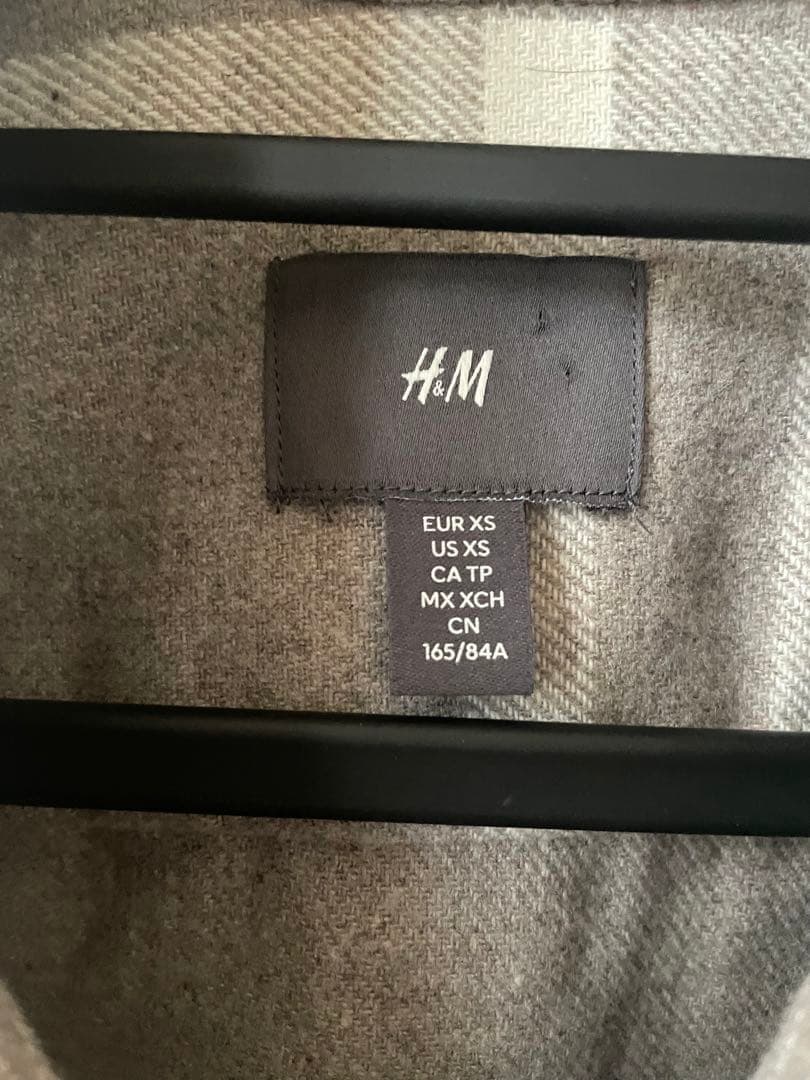 H&M
EUR XS
US XS
CA TP
MX XCH
CN
165/84A